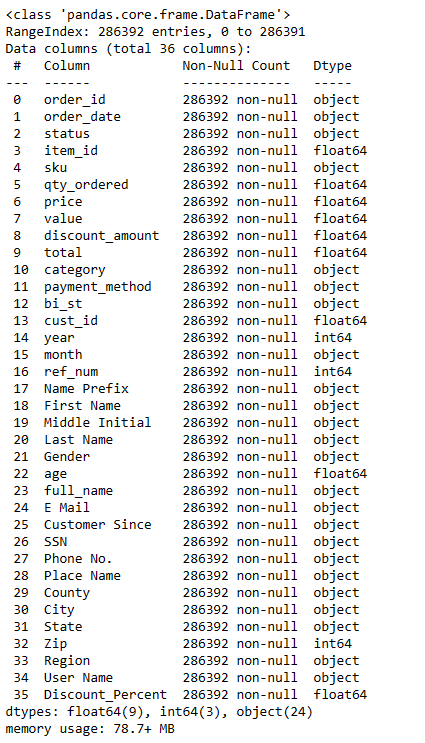 <class 'pandas.core.frame.DataFrame'>
RangeIndex: 286392 entries, 0 to 286391
Data columns (total 36 columns):
 #   Column            Non-Null Count   Dtype
---  ------            --------------   -----
 0   order_id          286392 non-null  object
 1   order_date        286392 non-null  object
 2   status            286392 non-null  object
 3   item_id           286392 non-null  float64
 4   sku               286392 non-null  object
 5   qty_ordered       286392 non-null  float64
 6   price             286392 non-null  float64
 7   value             286392 non-null  float64
 8   discount_amount   286392 non-null  float64
 9   total             286392 non-null  float64
 10  category          286392 non-null  object
 11  payment_method    286392 non-null  object
 12  bi_st             286392 non-null  object
 13  cust_id           286392 non-null  float64
 14  year              286392 non-null  int64
 15  month             286392 non-null  object
 16  ref_num           286392 non-null  int64
 17  Name Prefix       286392 non-null  object
 18  First Name        286392 non-null  object
 19  Middle Initial    286392 non-null  object
 20  Last Name         286392 non-null  object
 21  Gender            286392 non-null  object
 22  age               286392 non-null  float64
 23  full_name         286392 non-null  object
 24  E Mail            286392 non-null  object
 25  Customer Since    286392 non-null  object
 26  SSN               286392 non-null  object
 27  Phone No.         286392 non-null  object
 28  Place Name        286392 non-null  object
 29  County            286392 non-null  object
 30  City              286392 non-null  object
 31  State             286392 non-null  object
 32  Zip               286392 non-null  int64
 33  Region            286392 non-null  object
 34  User Name         286392 non-null  object
 35  Discount_Percent  286392 non-null  float64
dtypes: float64(9), int64(3), object(24)
memory usage: 78.7+ MB